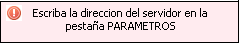 Escriba la direccion del servidor en la
pestaña PARAMETROS